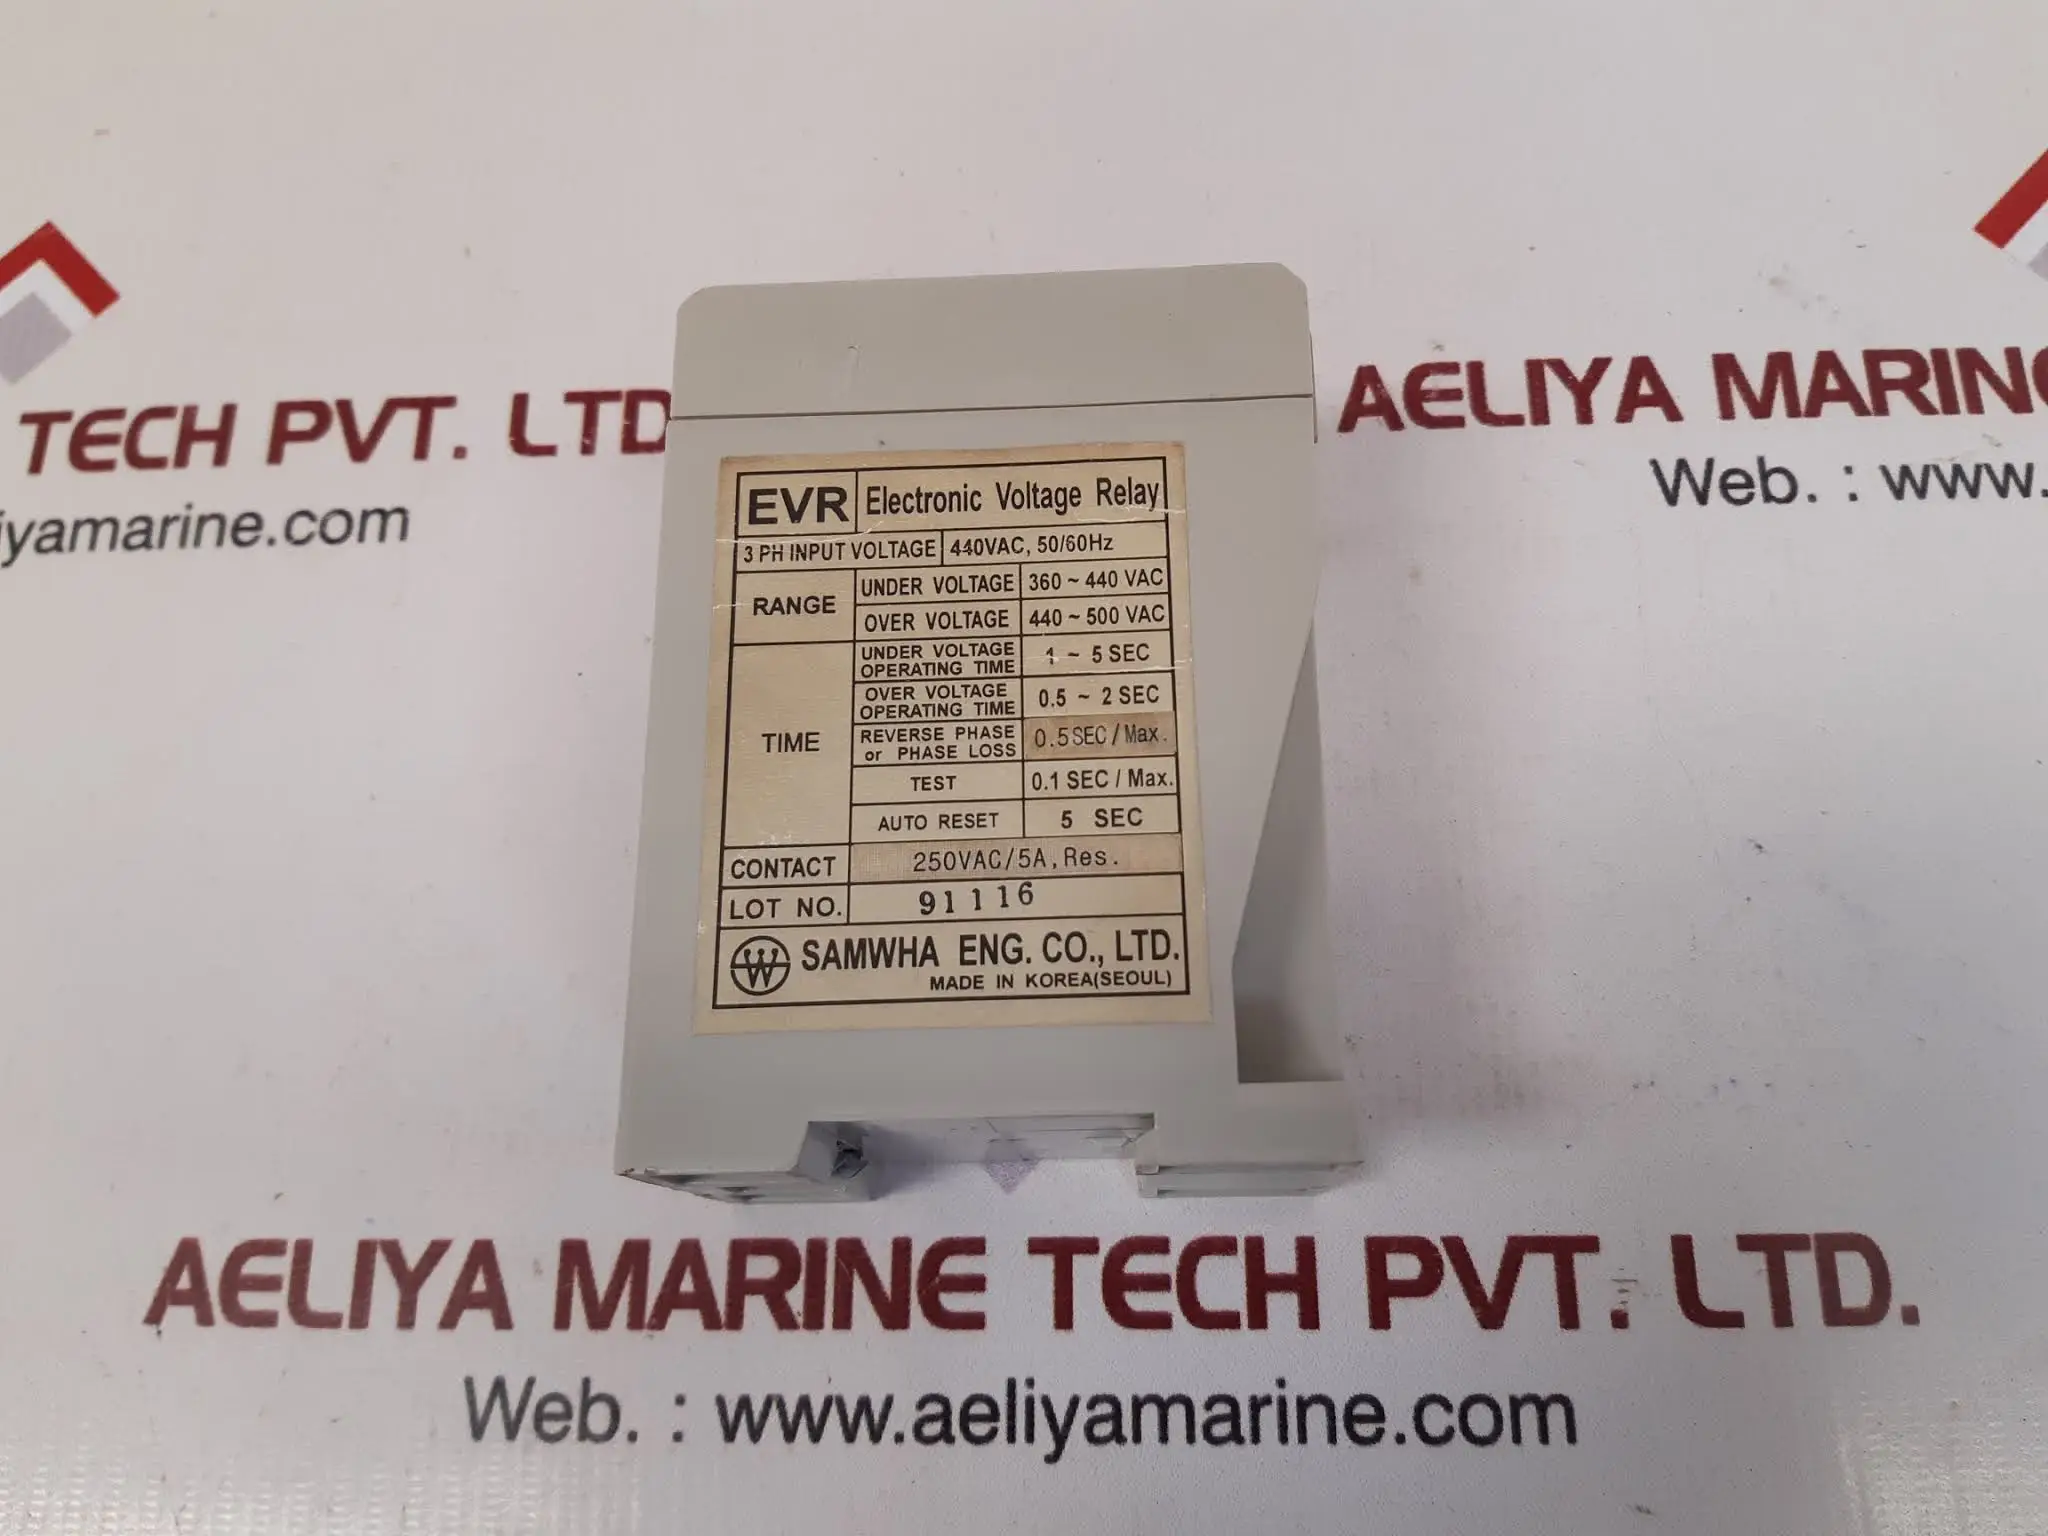 TECH PVT. LTD
iyamarine.com
AELIYA MARINE
Web. : www.
EVR Electronic Voltage Relay
3 PH INPUT VOLTAGE 440VAC, 50/60Hz
RANGE
UNDER VOLTAGE 360 ~ 440 VAC
OVER VOLTAGE 440 ~ 500 VAC
TIME
UNDER VOLTAGE
OPERATING TIME 1 ~ 5 SEC
OVER VOLTAGE
OPERATING TIME 0.5 ~ 2 SEC
REVERSE PHASE
or PHASE LOSS 0.5SEC/Max.
TEST 0.1 SEC / Max.
AUTO RESET 5 SEC
CONTACT 250VAC/5A,Res.
LOT NO. 91116
W SAMWHA ENG. CO., LTD.
MADE IN KOREA(SEOUL)
AELIYA MARINE TECH PVT. LTD.
Web. : www.aeliyamarine.com